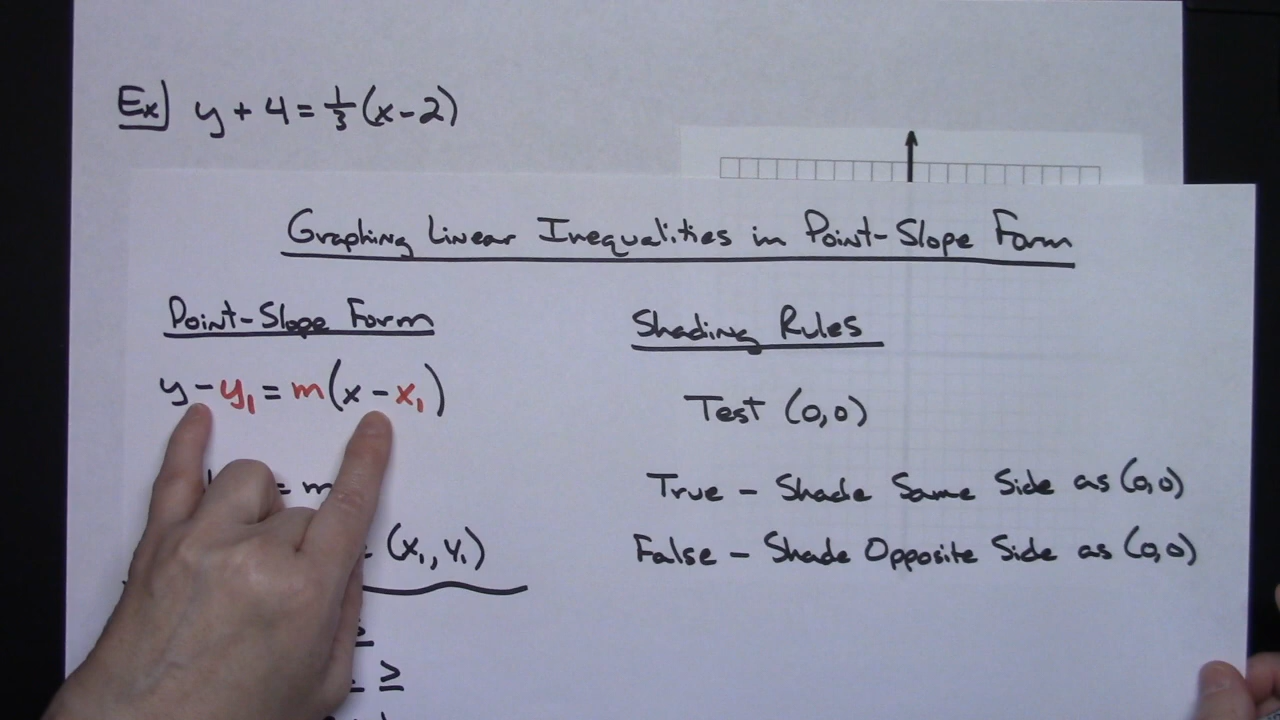 Ex) y + 4 = 1/3 (x - 2)
Graphing Linear Inequalities in Point-Slope Form
Point-Slope Form
y - y₁ = m(x - x₁)
= m
(x₁, y₁)
≥
Shading Rules
Test (0,0)
True - Shade Same Side as (0,0)
False - Shade Opposite Side as (0,0)